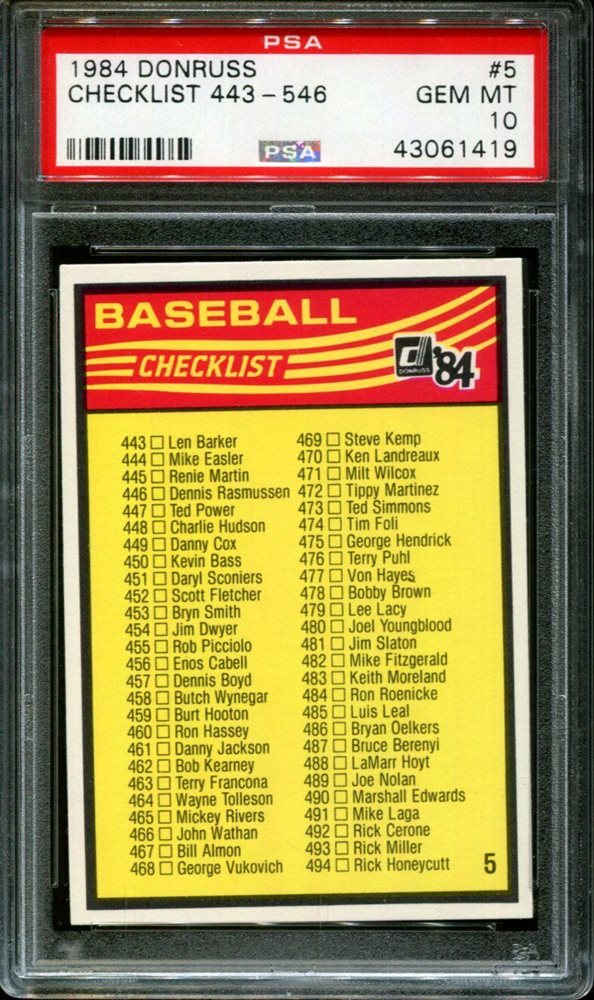 PSA
1984 DONRUSS #5
CHECKLIST 443-546 GEM MT
10
PSA 43061419
BASEBALL
CHECKLIST
DONRUSS '84
443 □ Len Barker
444 □ Mike Easler
445 □ Renie Martin
446 □ Dennis Rasmussen
447 □ Ted Power
448 □ Charlie Hudson
449 □ Danny Cox
450 □ Kevin Bass
451 □ Daryl Sconiers
452 □ Scott Fletcher
453 □ Bryn Smith
454 □ Jim Dwyer
455 □ Rob Picciolo
456 □ Enos Cabell
457 □ Dennis Boyd
458 □ Butch Wynegar
459 □ Burt Hooton
460 □ Ron Hassey
461 □ Danny Jackson
462 □ Bob Kearney
463 □ Terry Francona
464 □ Wayne Tolleson
465 □ Mickey Rivers
466 □ John Wathan
467 □ Bill Almon
468 □ George Vukovich
469 □ Steve Kemp
470 □ Ken Landreaux
471 □ Milt Wilcox
472 □ Tippy Martinez
473 □ Ted Simmons
474 □ Tim Foli
475 □ George Hendrick
476 □ Terry Puhl
477 □ Von Hayes
478 □ Bobby Brown
479 □ Lee Lacy
480 □ Joel Youngblood
481 □ Jim Slaton
482 □ Mike Fitzgerald
483 □ Keith Moreland
484 □ Ron Roenicke
485 □ Luis Leal
486 □ Bryan Oelkers
487 □ Bruce Berenyi
488 □ LaMarr Hoyt
489 □ Joe Nolan
490 □ Marshall Edwards
491 □ Mike Laga
492 □ Rick Cerone
493 □ Rick Miller
494 □ Rick Honeycutt
5